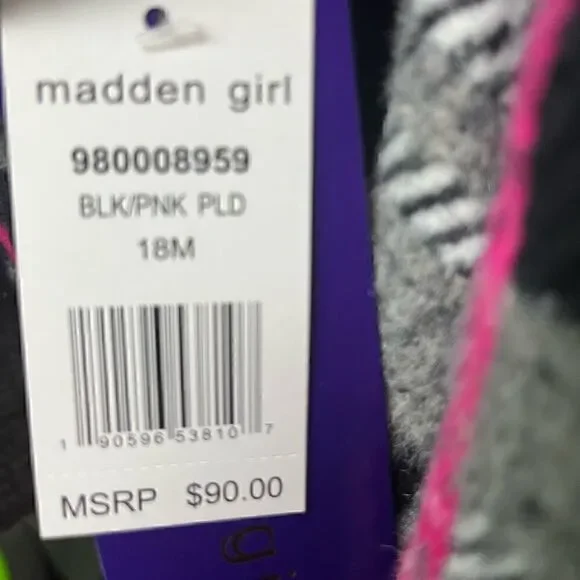 madden girl
980008959
BLK/PNK PLD
18M
1 90596 53810 7
MSRP $90.00